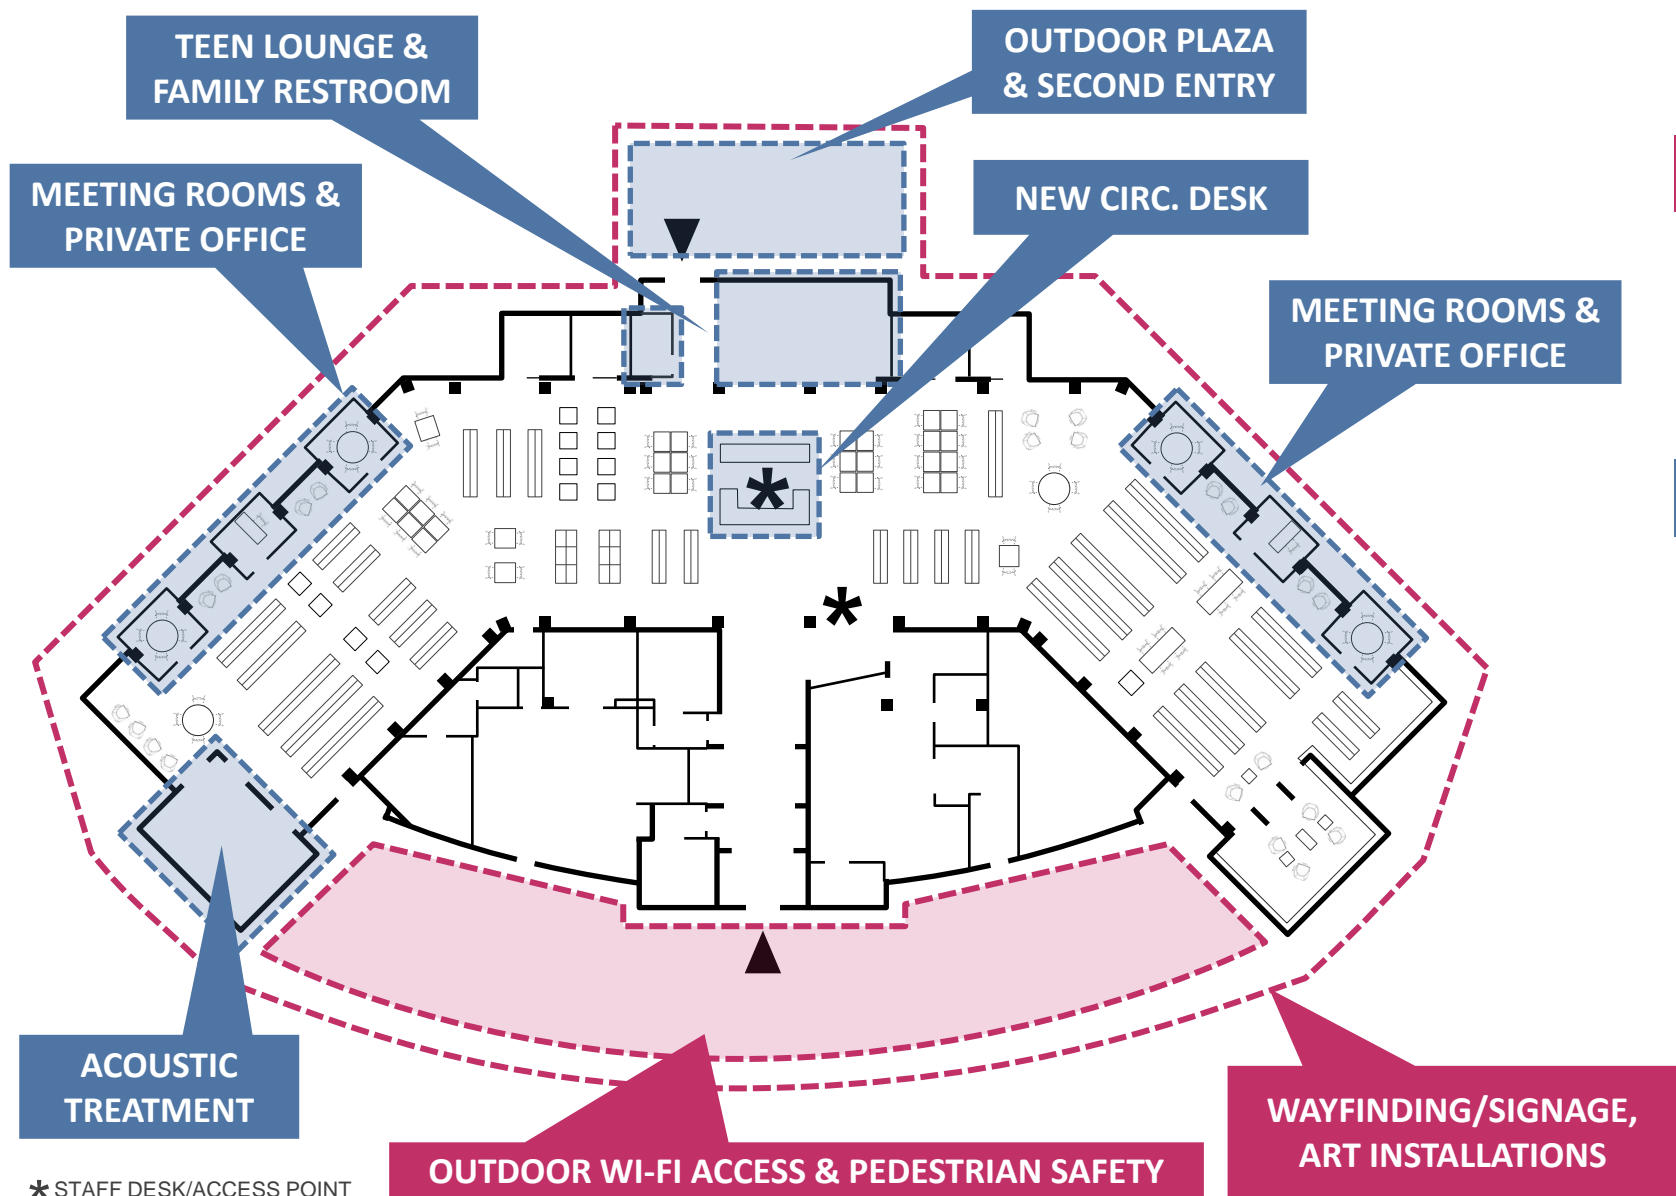 TEEN LOUNGE &
FAMILY RESTROOM
OUTDOOR PLAZA
& SECOND ENTRY
MEETING ROOMS &
PRIVATE OFFICE
NEW CIRC. DESK
MEETING ROOMS &
PRIVATE OFFICE
ACOUSTIC
TREATMENT
WAYFINDING/SIGNAGE,
ART INSTALLATIONS
OUTDOOR WI-FI ACCESS & PEDESTRIAN SAFETY
* STAFF DESK/ACCESS POINT